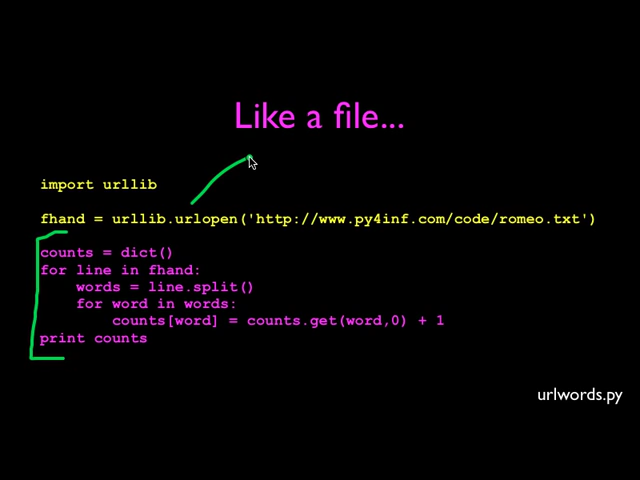 Like a file...
import urllib
fhand = urllib.urlopen('http://www.py4inf.com/code/romeo.txt')
counts = dict()
for line in fhand:
    words = line.split()
    for word in words:
        counts[word] = counts.get(word,0) + 1
print counts
urlwords.py